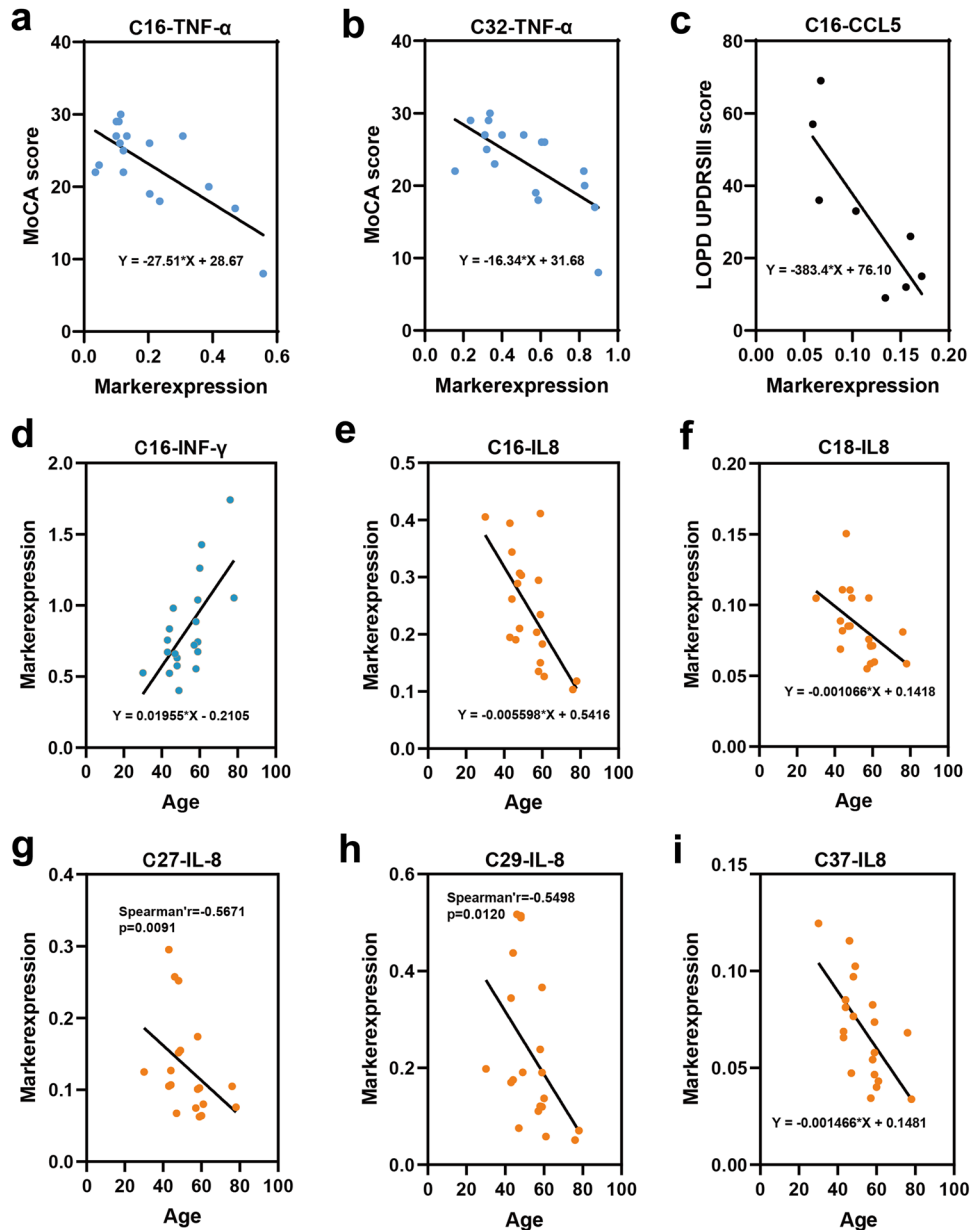 a
C16-TNF-α
MoCA score
40
30
20
10
0
Y = -27.51*X + 28.67
0.0 0.2 0.4 0.6
Markerexpression
b
C32-TNF-α
MoCA score
40
30
20
10
0
Y = -16.34*X + 31.68
0.0 0.2 0.4 0.6 0.8 1.0
Markerexpression
c
C16-CCL5
LOPD UPDRSIII score
80
60
40
20
0
Y = -383.4*X + 76.10
0.00 0.05 0.10 0.15 0.20
Markerexpression
d
C16-INF-γ
Markerexpression
2.0
1.5
1.0
0.5
0.0
Y = 0.01955*X - 0.2105
0 20 40 60 80 100
Age
e
C16-IL8
Markerexpression
0.5
0.4
0.3
0.2
0.1
0.0
Y = -0.005598*X + 0.5416
0 20 40 60 80 100
Age
f
C18-IL8
Markerexpression
0.20
0.15
0.10
0.05
0.00
Y = -0.001066*X + 0.1418
0 20 40 60 80 100
Age
g
C27-IL-8
Markerexpression
0.4
0.3
0.2
0.1
0.0
Spearman'r=-0.5671
p=0.0091
0 20 40 60 80 100
Age
h
C29-IL-8
Markerexpression
0.6
0.4
0.2
0.0
Spearman'r=-0.5498
p=0.0120
0 20 40 60 80 100
Age
i
C37-IL8
Markerexpression
0.15
0.10
0.05
0.00
Y = -0.001466*X + 0.1481
0 20 40 60 80 100
Age